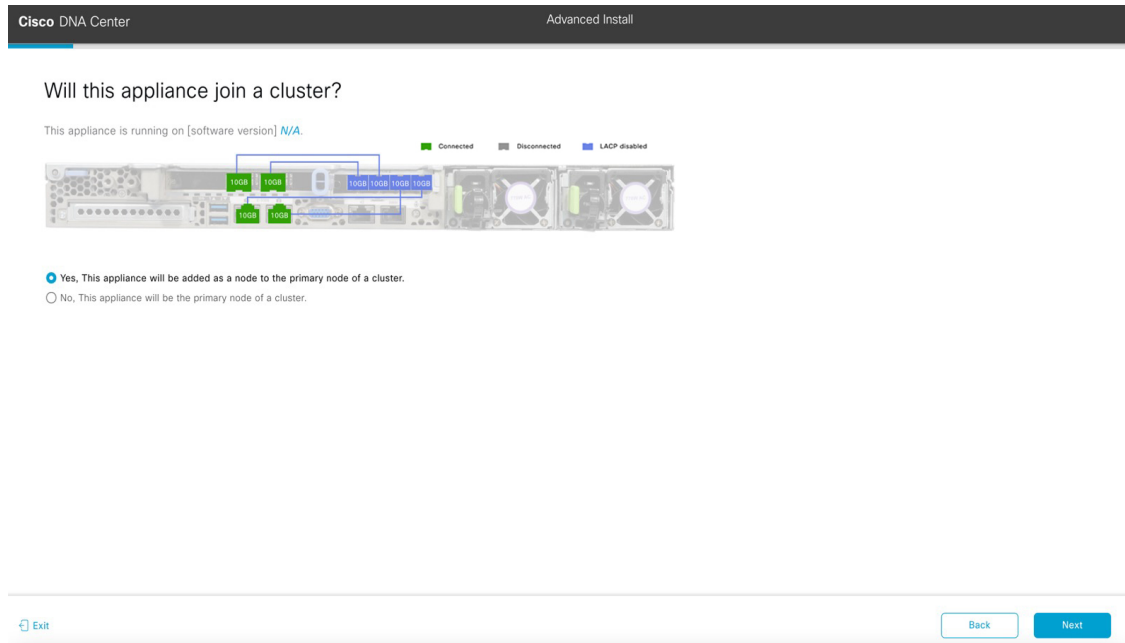 Cisco DNA Center
Advanced Install
Will this appliance join a cluster?
This appliance is running on [software version] N/A.
Connected Disconnected LACP disabled
10GB 10GB 10GB 10GB 10GB 10GB
10GB 10GB
Yes, This appliance will be added as a node to the primary node of a cluster.
No, This appliance will be the primary node of a cluster.
Exit
Back
Next